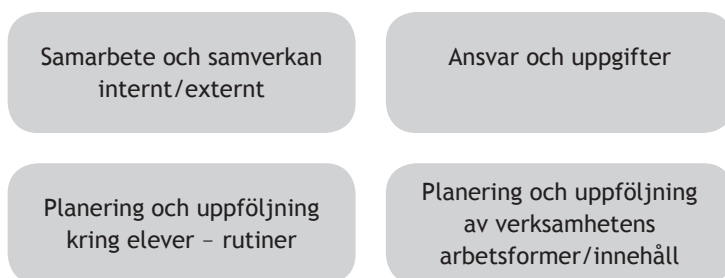 Samarbete och samverkan
internt/externt
Ansvar och uppgifter
Planering och uppföljning
kring elever – rutiner
Planering och uppföljning
av verksamhetens
arbetsformer/innehåll